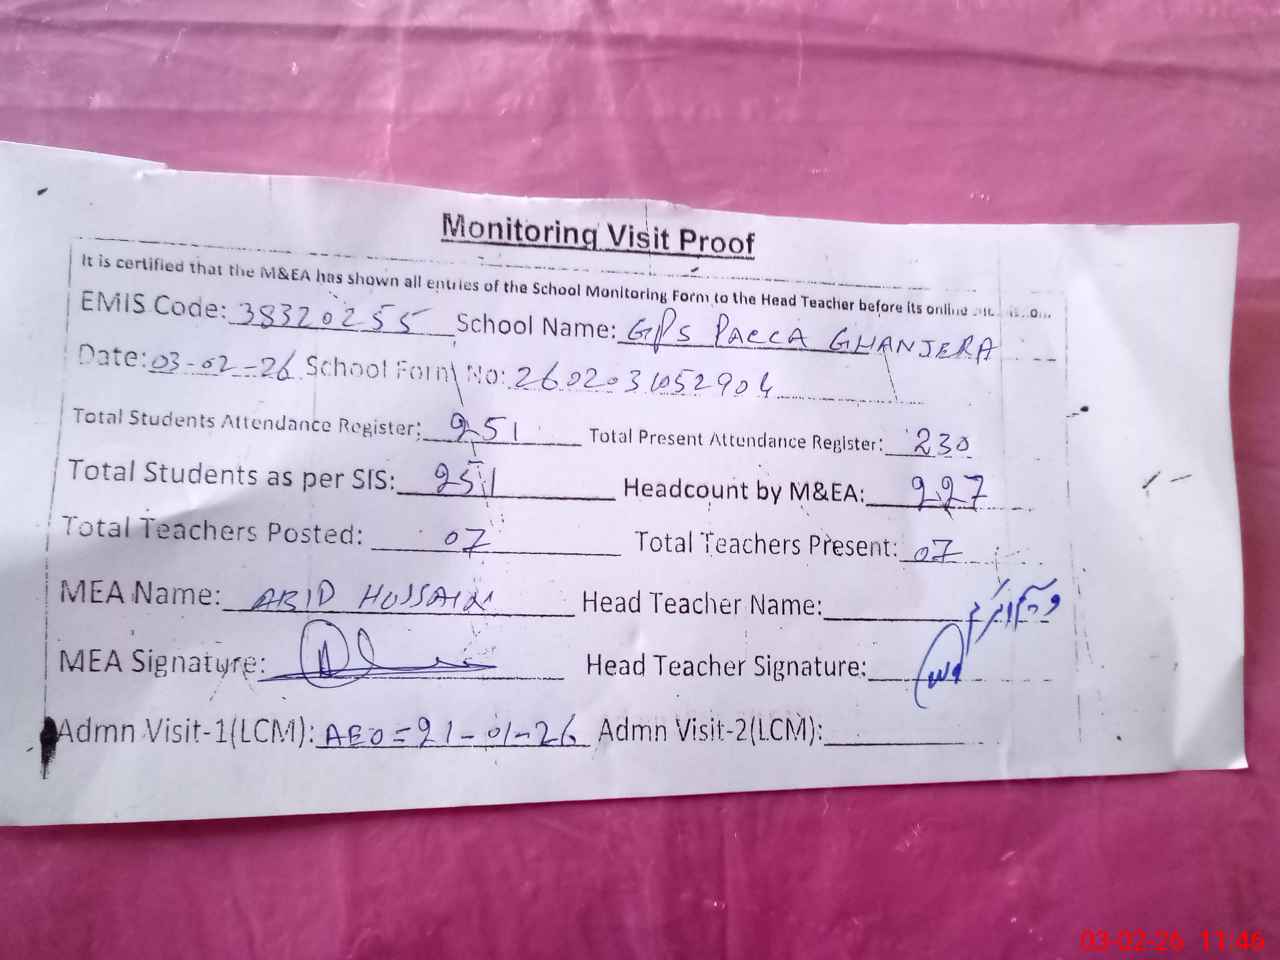 Monitoring Visit Proof
It is certified that the M&EA has shown all entries of the School Monitoring Form to the Head Teacher before its online
EMIS Code: 38320255 School Name: GPS PACCA GHANJERA
Date: 03-02-26 School Form No: 2602031052904
Total Students Attendance Register: 251 Total Present Attendance Register: 230
Total Students as per SIS: 251 Headcount by M&EA: 227
Total Teachers Posted: 07 Total Teachers Present: 07
MEA Name: ABID HUSSAIN Head Teacher Name:
MEA Signature: Head Teacher Signature:
Admn Visit-1(LCM): AEO=21-01-26 Admn Visit-2(LCM):
03-02-26 11:46